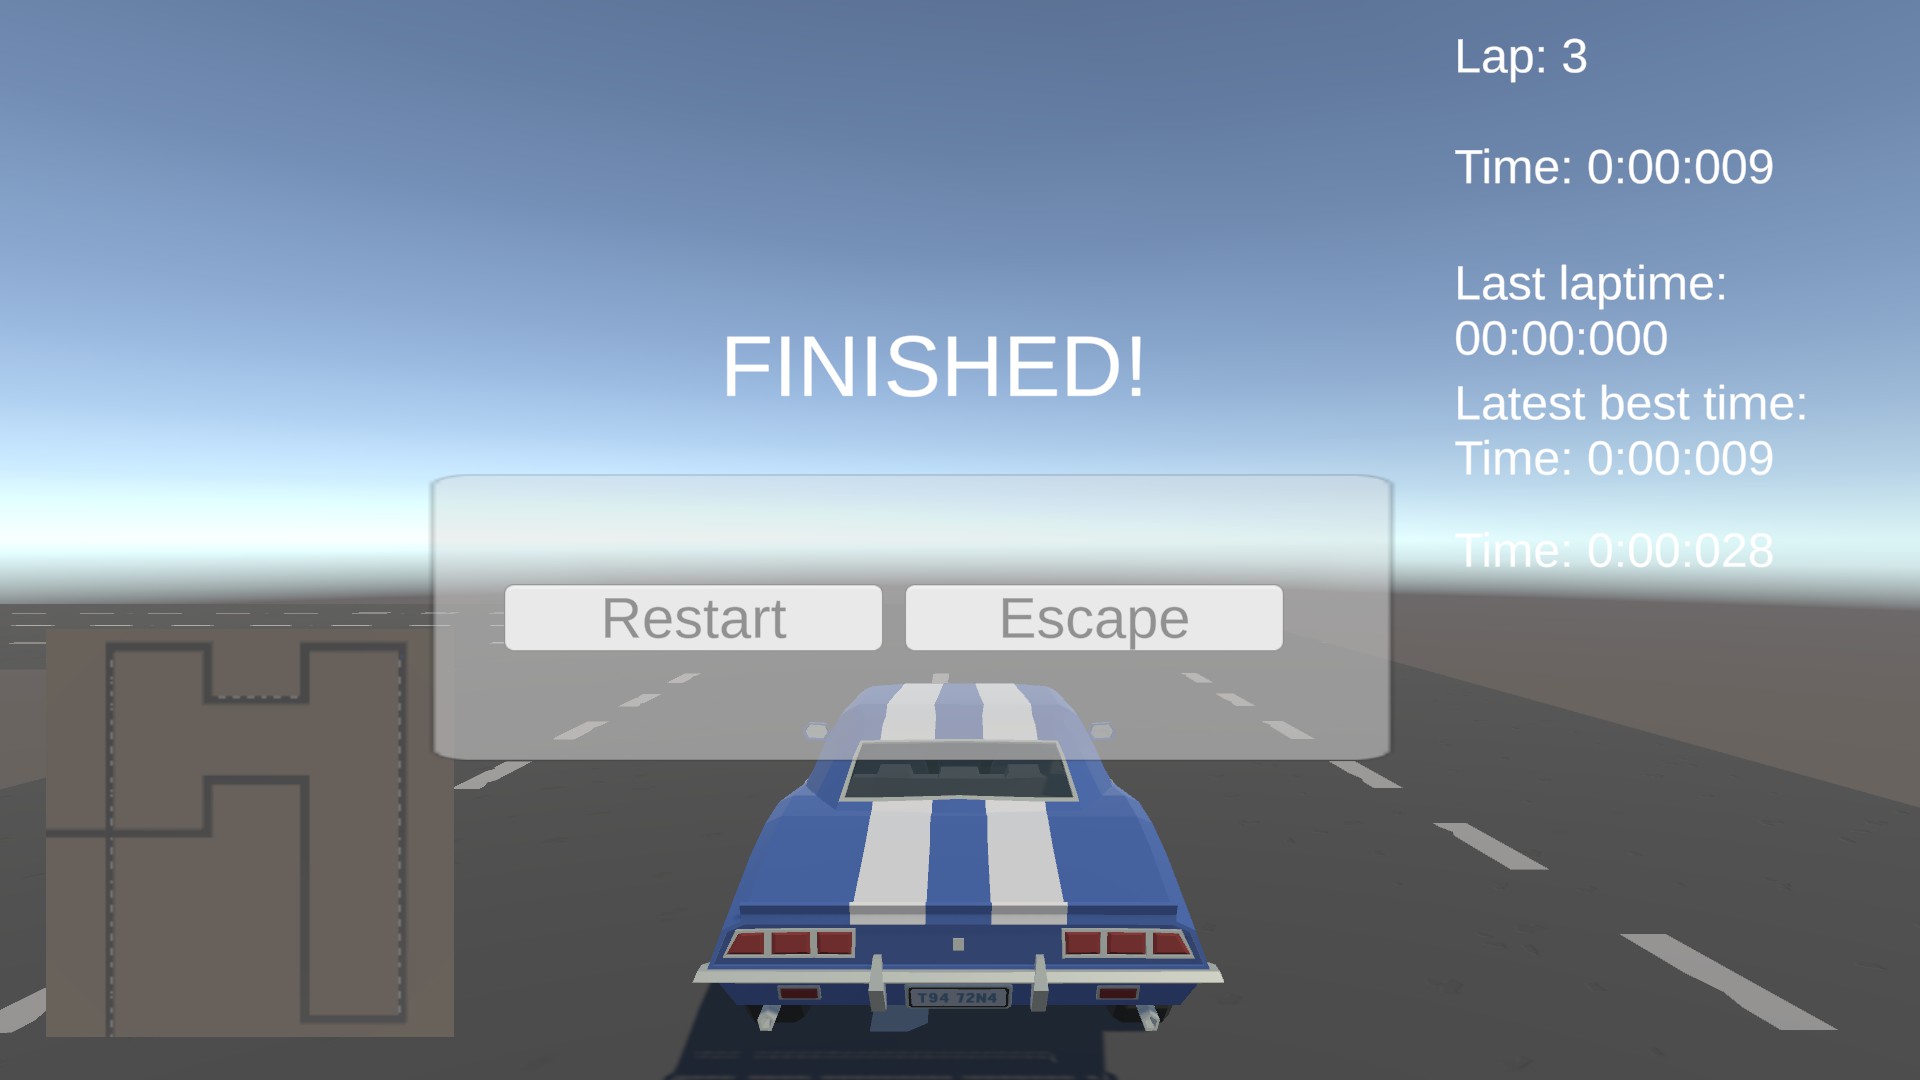 Lap: 3
Time: 0:00:009
Last laptime:
00:00:000
FINISHED!
Latest best time:
Time: 0:00:009
Time: 0:00:028
Restart
Escape
T94 72N4